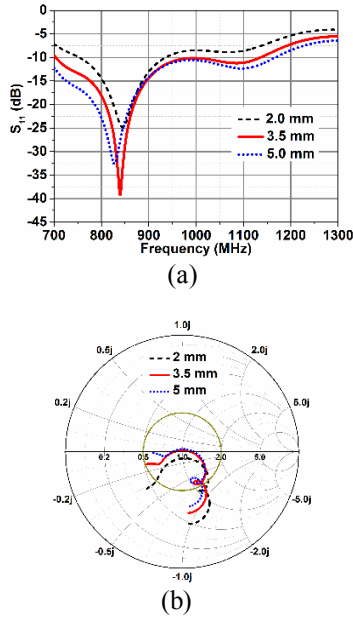 0
-5
-10
-15
-20
-25
-30
-35
-40
-45
S11 (dB)
2.0 mm
3.5 mm
5.0 mm
700 800 900 1000 1100 1200 1300
Frequency (MHz)
(a)
1.0j
0.5j 2.0j
2 mm
3.5 mm
5 mm
0.2j 5.0j
0.2 0.5 1.0 2.0 5.0
-0.2j -5.0j
-0.5j -2.0j
-1.0j
(b)